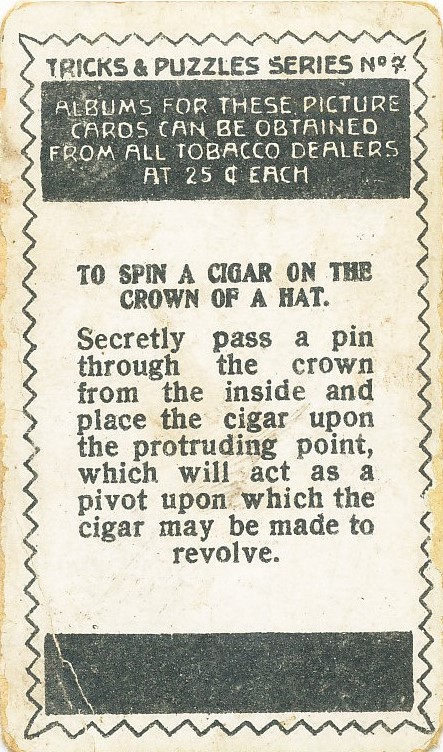 TRICKS & PUZZLES SERIES No 7
ALBUMS FOR THESE PICTURE
CARDS CAN BE OBTAINED
FROM ALL TOBACCO DEALERS
AT 25 ¢ EACH
TO SPIN A CIGAR ON THE
CROWN OF A HAT.
Secretly pass a pin
through the crown
from the inside and
place the cigar upon
the protruding point,
which will act as a
pivot upon which the
cigar may be made to
revolve.